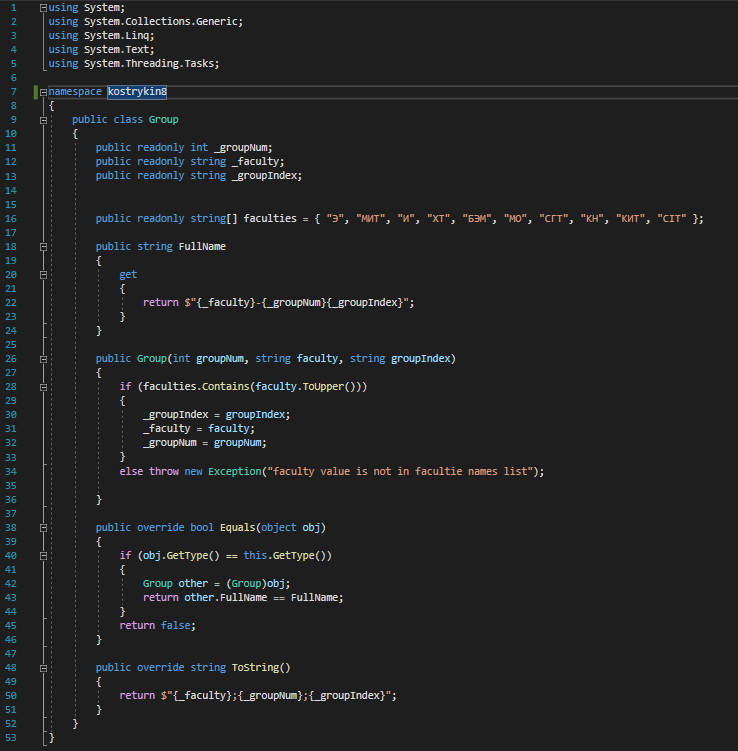 1 using System;
2 using System.Collections.Generic;
3 using System.Linq;
4 using System.Text;
5 using System.Threading.Tasks;
6
7 namespace kostrykin8
8 {
9 public class Group
10 {
11 public readonly int _groupNum;
12 public readonly string _faculty;
13 public readonly string _groupIndex;
14
15
16 public readonly string[] faculties = { "Э", "МИТ", "И", "ХТ", "БЭМ", "МО", "СГТ", "КН", "КИТ", "CIT" };
17
18 public string FullName
19 {
20 get
21 {
22 return $"{_faculty}-{_groupNum}{_groupIndex}";
23 }
24 }
25
26 public Group(int groupNum, string faculty, string groupIndex)
27 {
28 if (faculties.Contains(faculty.ToUpper()))
29 {
30 _groupIndex = groupIndex;
31 _faculty = faculty;
32 _groupNum = groupNum;
33 }
34 else throw new Exception("faculty value is not in facultie names list");
35
36 }
37
38 public override bool Equals(object obj)
39 {
40 if (obj.GetType() == this.GetType())
41 {
42 Group other = (Group)obj;
43 return other.FullName == FullName;
44 }
45 return false;
46 }
47
48 public override string ToString()
49 {
50 return $"{_faculty};{_groupNum};{_groupIndex}";
51 }
52 }
53 }